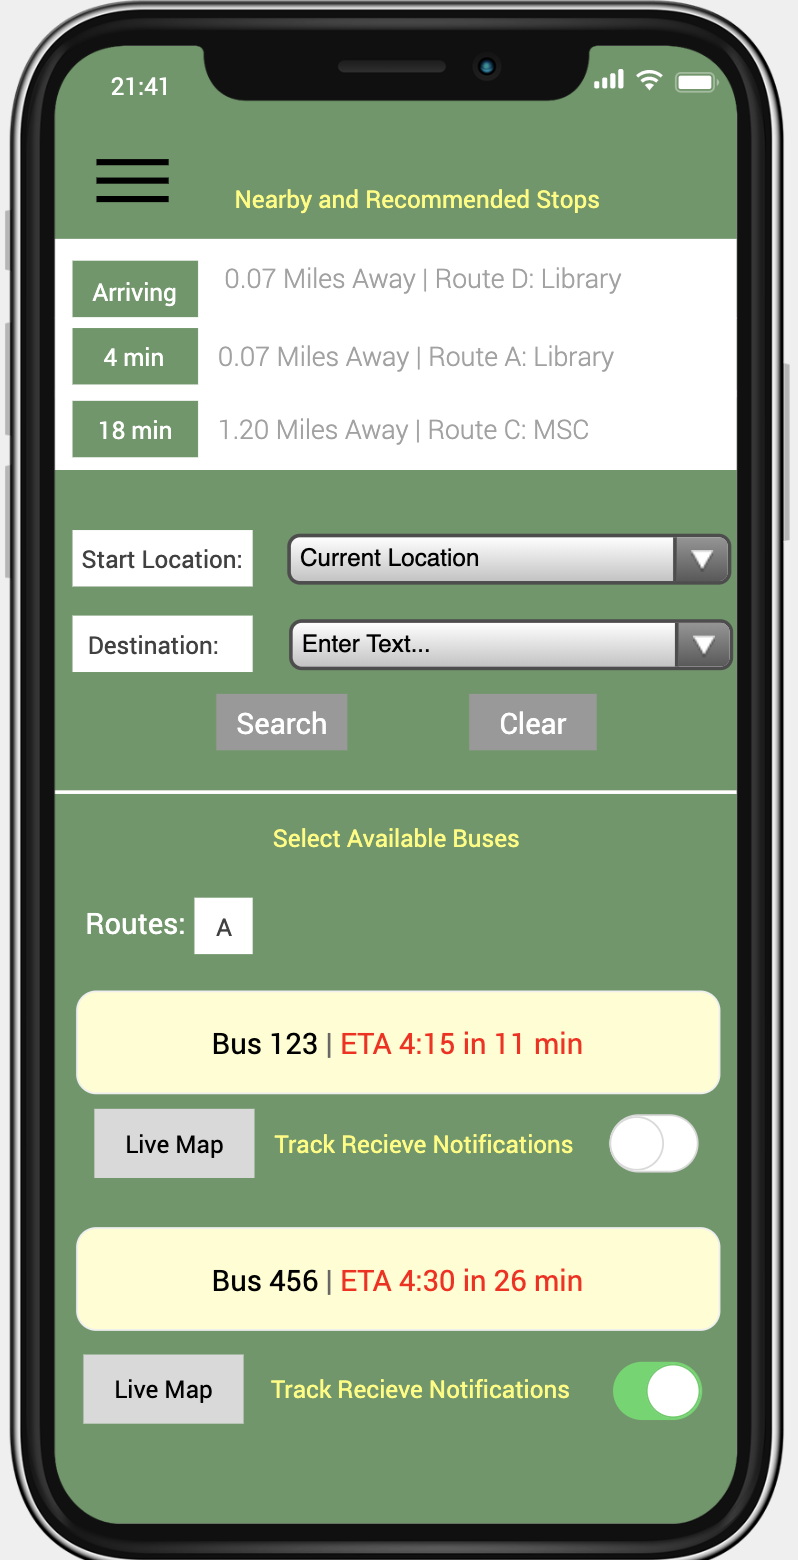 21:41
Nearby and Recommended Stops
Arriving 0.07 Miles Away | Route D: Library
4 min 0.07 Miles Away | Route A: Library
18 min 1.20 Miles Away | Route C: MSC
Start Location: Current Location
Destination: Enter Text...
Search Clear
Select Available Buses
Routes: A
Bus 123 | ETA 4:15 in 11 min
Live Map Track Recieve Notifications
Bus 456 | ETA 4:30 in 26 min
Live Map Track Recieve Notifications